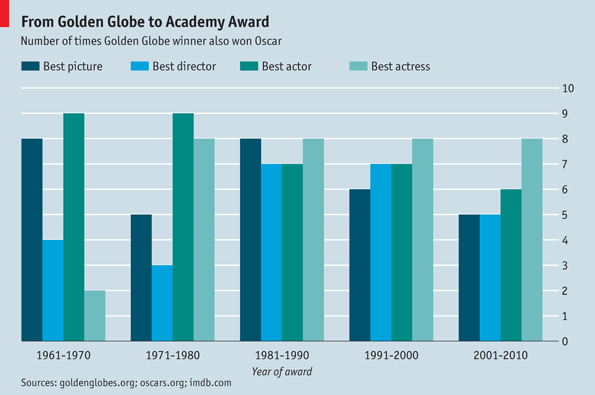 From Golden Globe to Academy Award
Number of times Golden Globe winner also won Oscar
Best picture Best director Best actor Best actress
10
9
8
7
6
5
4
3
2
1
0
1961-1970 1971-1980 1981-1990 1991-2000 2001-2010
Year of award
Sources: goldenglobes.org; oscars.org; imdb.com